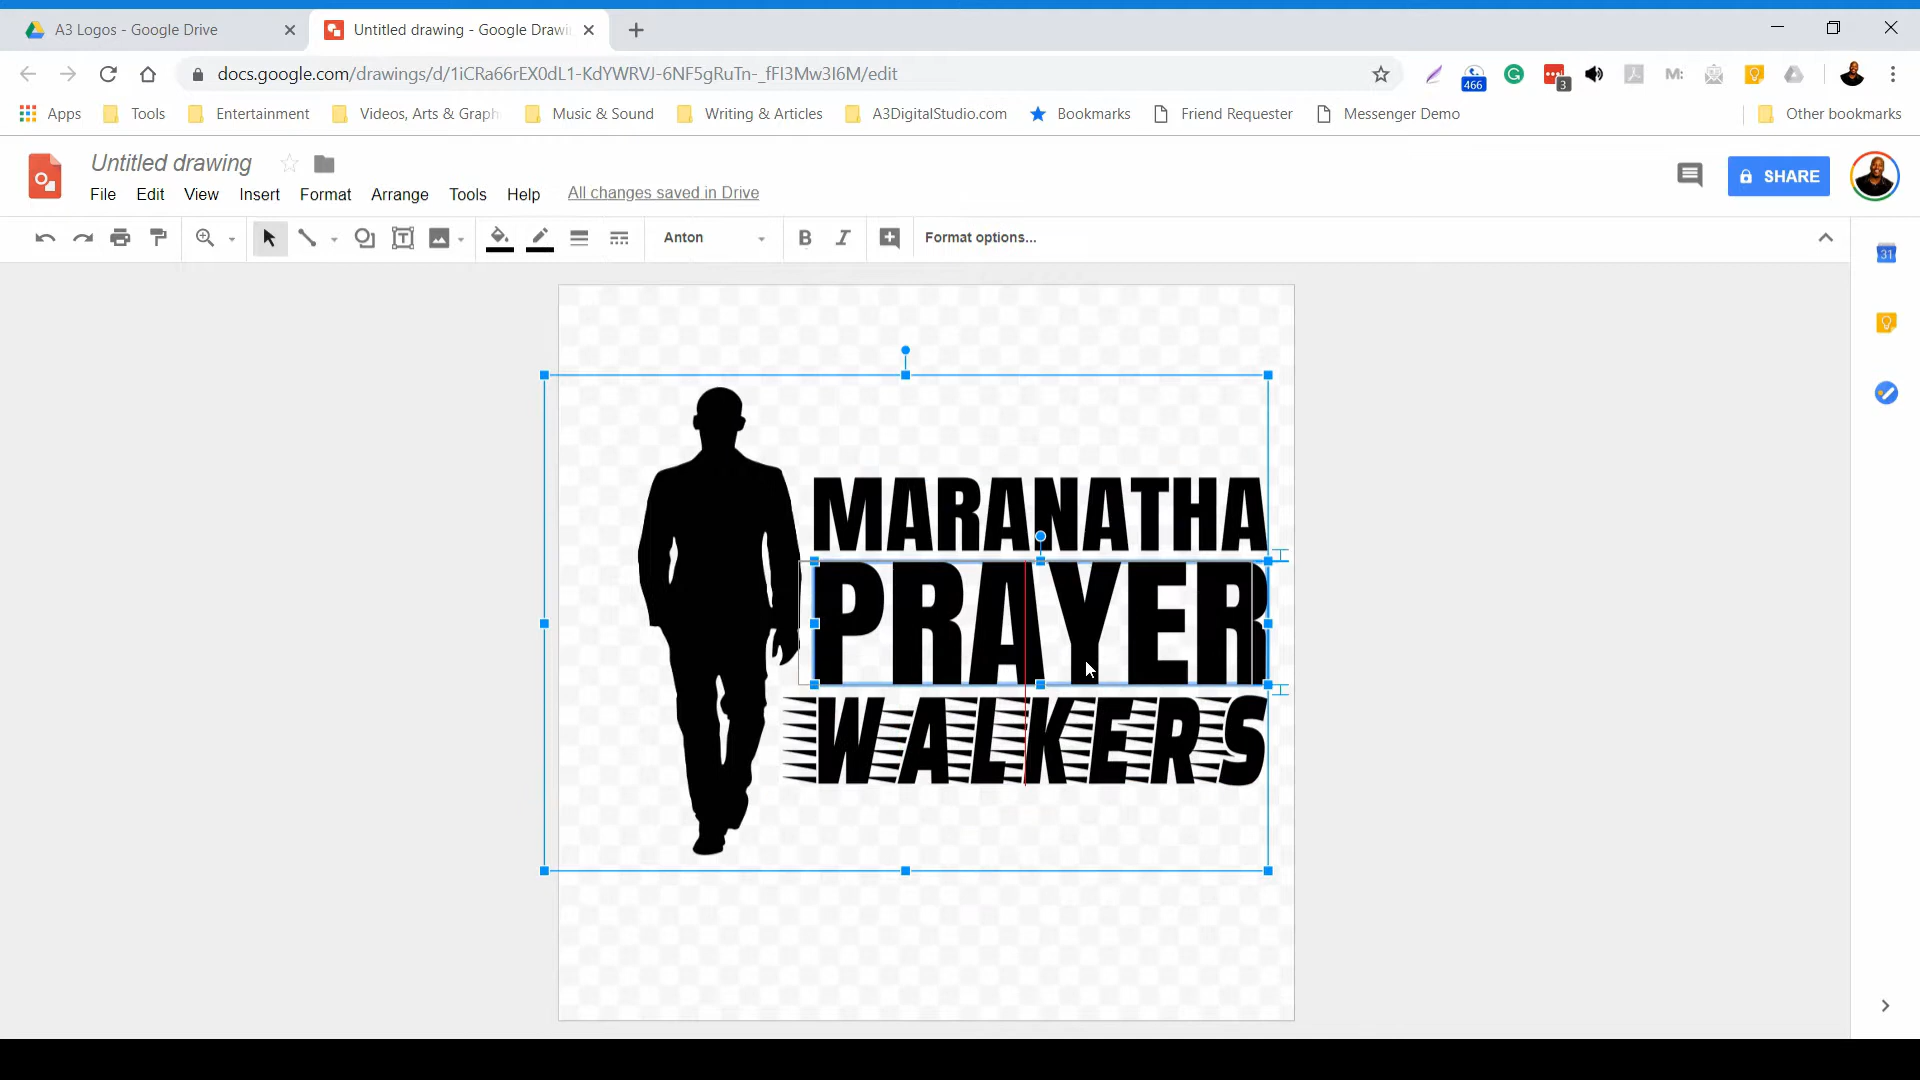 A3 Logos - Google Drive
Untitled drawing - Google Drawi
docs.google.com/drawings/d/1iCRa66rEX0dL1-KdYWRVJ-6NF5gRuTn-_fFI3Mw3I6M/edit
466
3
M:
Apps
Tools
Entertainment
Videos, Arts & Graph
Music & Sound
Writing & Articles
A3DigitalStudio.com
Bookmarks
Friend Requester
Messenger Demo
Other bookmarks
Untitled drawing
File
Edit
View
Insert
Format
Arrange
Tools
Help
All changes saved in Drive
SHARE
Anton
B
I
Format options...
31
MARANATHA
PRAYER
WALKERS